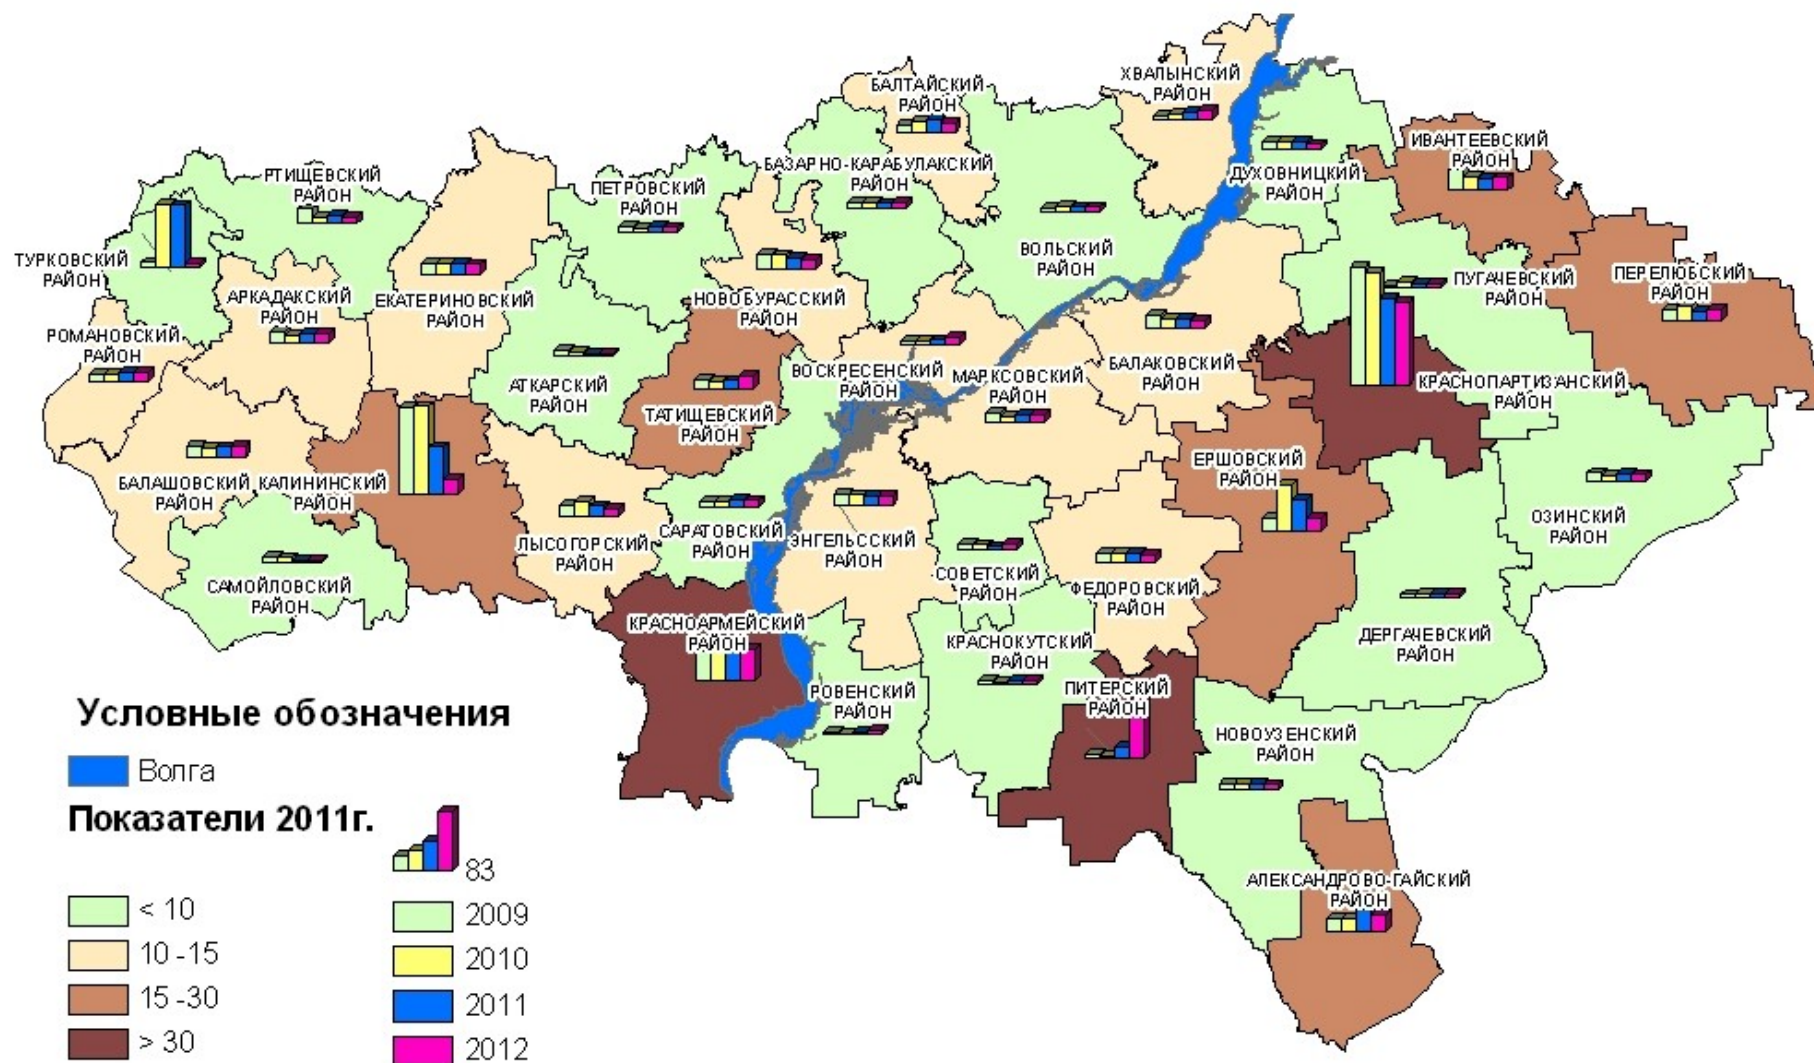 ХВАЛЫНСКИЙ
РАЙОН
БАЛТАЙСКИЙ
РАЙОН
ИВАНТЕЕВСКИЙ
РАЙОН
БАЗАРНО-КАРАБУЛАКСКИЙ
РАЙОН
РТИЩЕВСКИЙ
РАЙОН
ПЕТРОВСКИЙ
РАЙОН
ДУХОВНИЦКИЙ
РАЙОН
ВОЛЬСКИЙ
РАЙОН
ТУРКОВСКИЙ
РАЙОН
ПУГАЧЕВСКИЙ
РАЙОН
ПЕРЕЛЮБСКИЙ
РАЙОН
АРКАДАКСКИЙ
РАЙОН
ЕКАТЕРИНОВСКИЙ
РАЙОН
НОВОБУРАССКИЙ
РАЙОН
РОМАНОВСКИЙ
РАЙОН
ВОСКРЕСЕНСКИЙ
РАЙОН
МАРКСОВСКИЙ
РАЙОН
БАЛАКОВСКИЙ
РАЙОН
АТКАРСКИЙ
РАЙОН
КРАСНОПАРТИЗАНСКИЙ
РАЙОН
ТАТИЩЕВСКИЙ
РАЙОН
ЕРШОВСКИЙ
РАЙОН
БАЛАШОВСКИЙ
РАЙОН
КАЛИНИНСКИЙ
РАЙОН
ОЗИНСКИЙ
РАЙОН
ЛЫСОГОРСКИЙ
РАЙОН
САРАТОВСКИЙ
РАЙОН
ЭНГЕЛЬССКИЙ
РАЙОН
СОВЕТСКИЙ
РАЙОН
ФЕДОРОВСКИЙ
РАЙОН
САМОЙЛОВСКИЙ
РАЙОН
КРАСНОАРМЕЙСКИЙ
РАЙОН
КРАСНОКУТСКИЙ
РАЙОН
ДЕРГАЧЕВСКИЙ
РАЙОН
РОВЕНСКИЙ
РАЙОН
ПИТЕРСКИЙ
РАЙОН
НОВОУЗЕНСКИЙ
РАЙОН
АЛЕКСАНДРОВО-ГАЙСКИЙ
РАЙОН
Условные обозначения
Волга
Показатели 2011г.
83
< 10
10 -15
15 -30
> 30
2009
2010
2011
2012